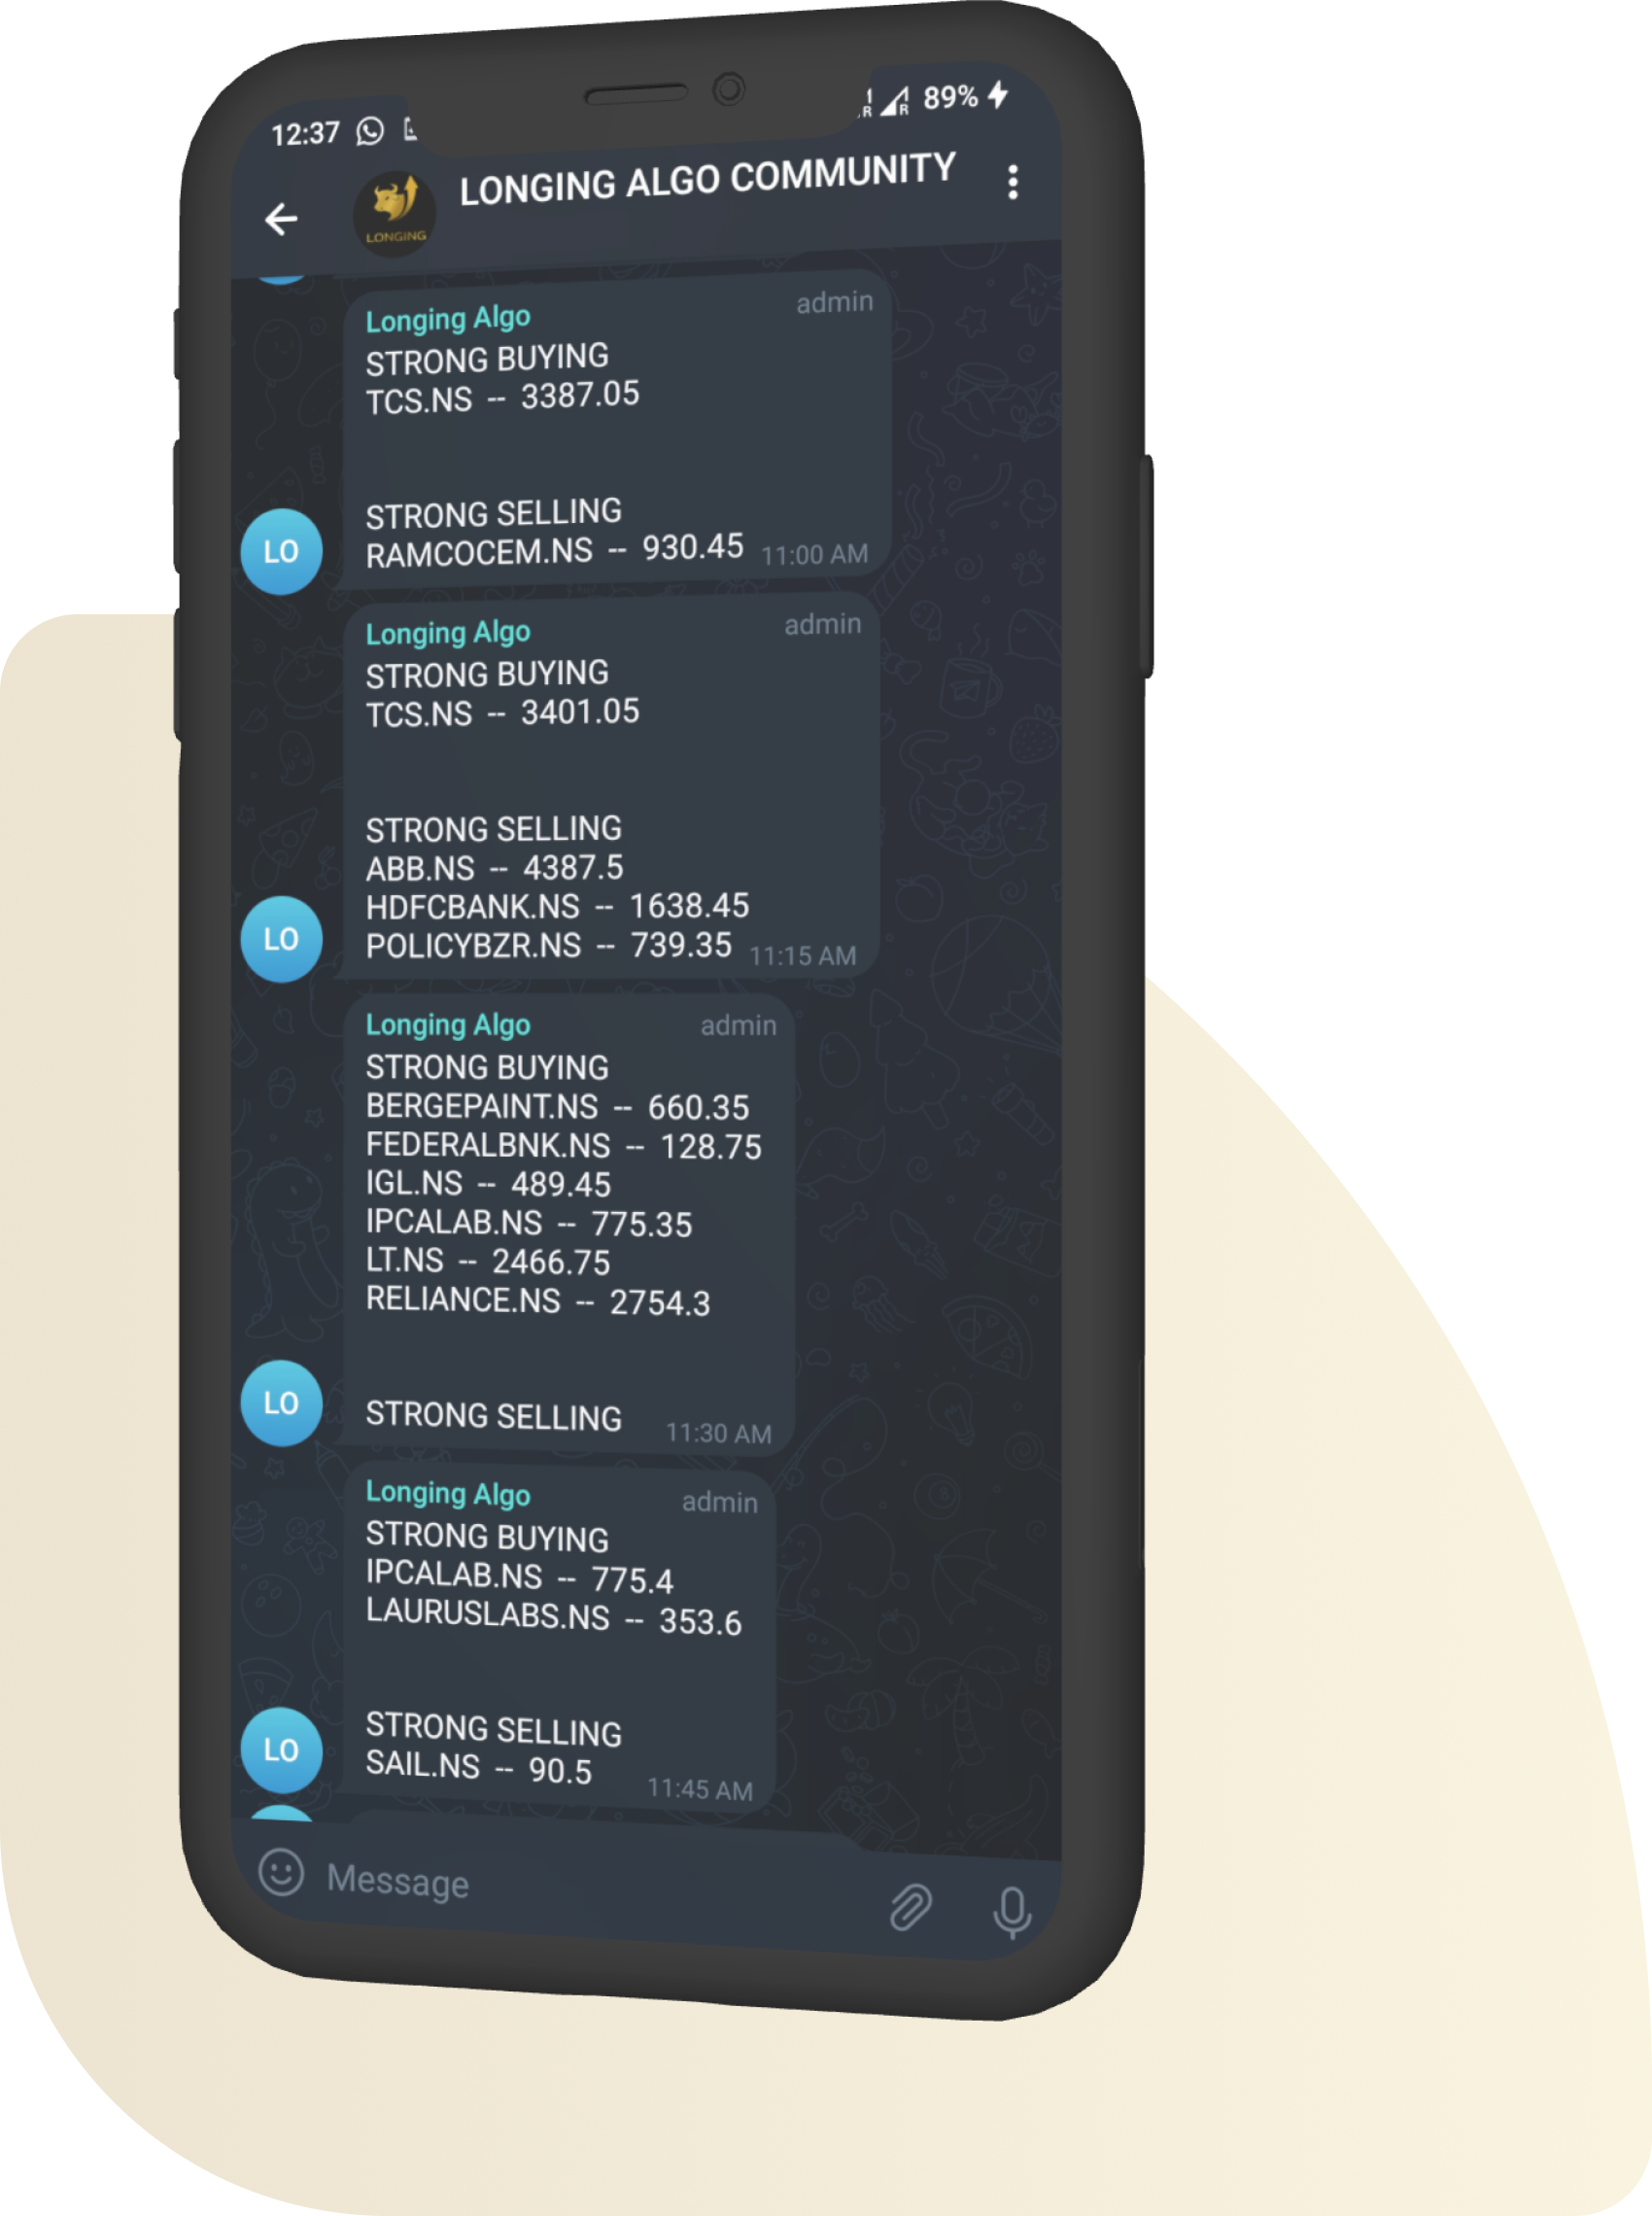 12:37
R R 89%
LONGING ALGO COMMUNITY
LONGING
Longing Algo admin
STRONG BUYING
TCS.NS -- 3387.05
STRONG SELLING
RAMCOCEM.NS -- 930.45 11:00 AM
LO
Longing Algo admin
STRONG BUYING
TCS.NS -- 3401.05
STRONG SELLING
ABB.NS -- 4387.5
HDFCBANK.NS -- 1638.45
POLICYBZR.NS -- 739.35 11:15 AM
LO
Longing Algo admin
STRONG BUYING
BERGEPAINT.NS -- 660.35
FEDERALBNK.NS -- 128.75
IGL.NS -- 489.45
IPCALAB.NS -- 775.35
LT.NS -- 2466.75
RELIANCE.NS -- 2754.3
STRONG SELLING 11:30 AM
LO
Longing Algo admin
STRONG BUYING
IPCALAB.NS -- 775.4
LAURUSLABS.NS -- 353.6
STRONG SELLING
SAIL.NS -- 90.5 11:45 AM
LO
Message